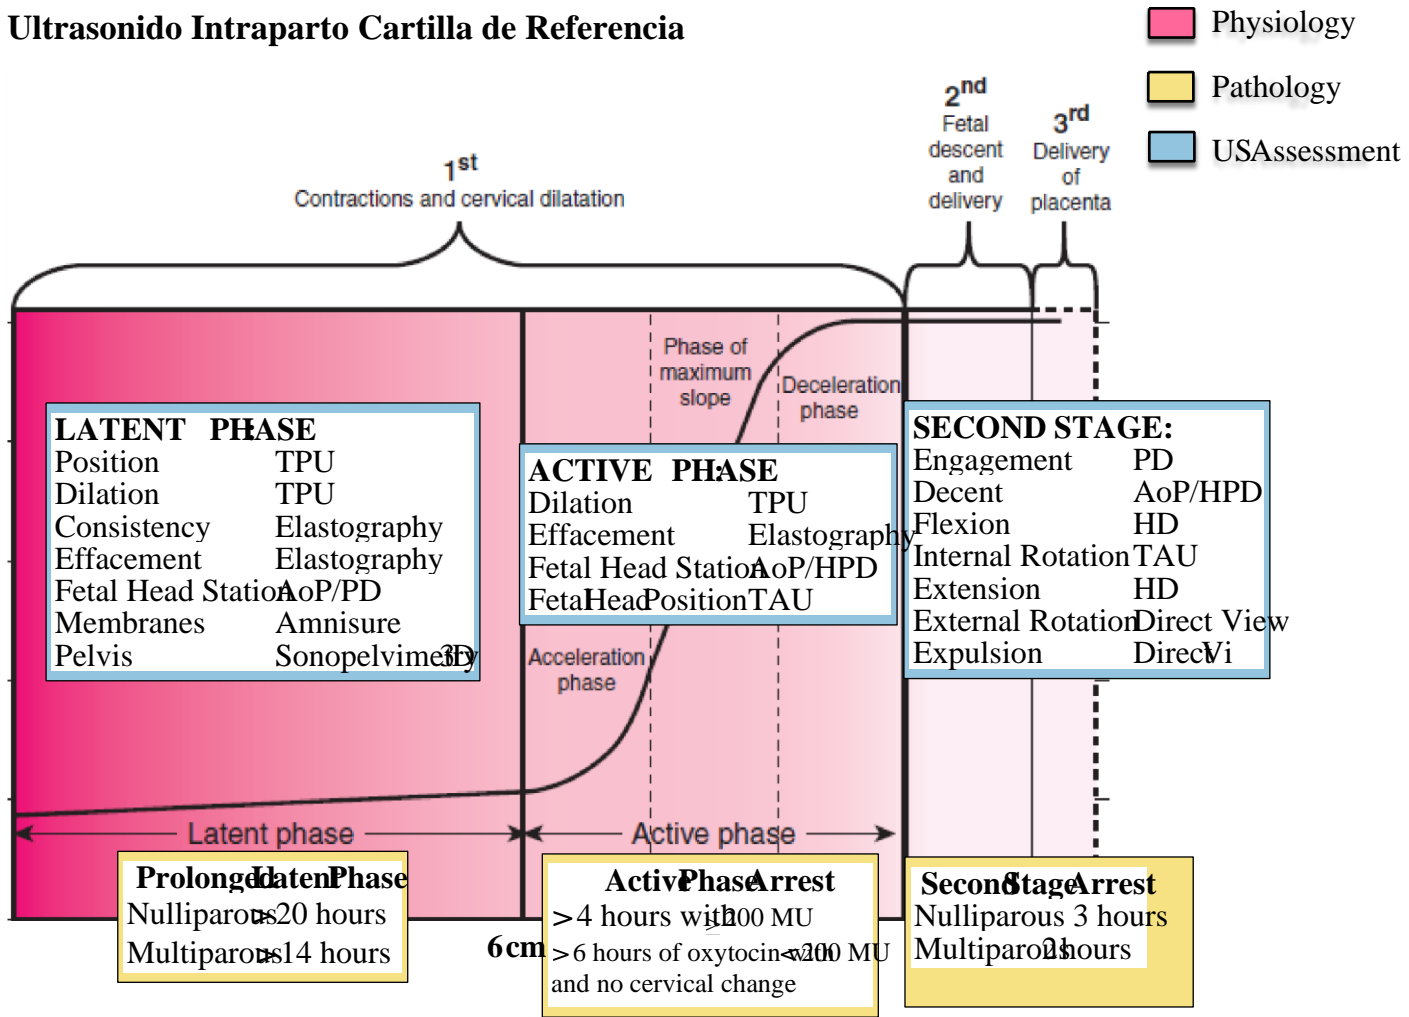 Ultrasonido Intraparto Cartilla de Referencia
Physiology
Pathology
USAssessment
1st
Contractions and cervical dilatation
2nd
Fetal
descent
and
delivery
3rd
Delivery
of
placenta
Phase of
maximum
slope
Deceleration
phase
LATENT PHASE:
Position TPU
Dilation TPU
Consistency Elastography
Effacement Elastography
Fetal Head Station AoP/PD
Membranes Amnisure
Pelvis Sonopelvimetry 3D
ACTIVE PHASE:
Dilation TPU
Effacement Elastography
Fetal Head Station AoP/HPD
Fetal Head Position TAU
SECOND STAGE:
Engagement PD
Decent AoP/HPD
Flexion HD
Internal Rotation TAU
Extension HD
External Rotation Direct View
Expulsion Direct Vi
Acceleration
phase
Latent phase
Active phase
Prolonged Latent Phase
Nulliparous >20 hours
Multiparous >14 hours
6 cm
Active Phase Arrest
>4 hours with ≥200 MU
>6 hours of oxytocin with <200 MU
and no cervical change
Second Stage Arrest
Nulliparous 3 hours
Multiparous 2 hours